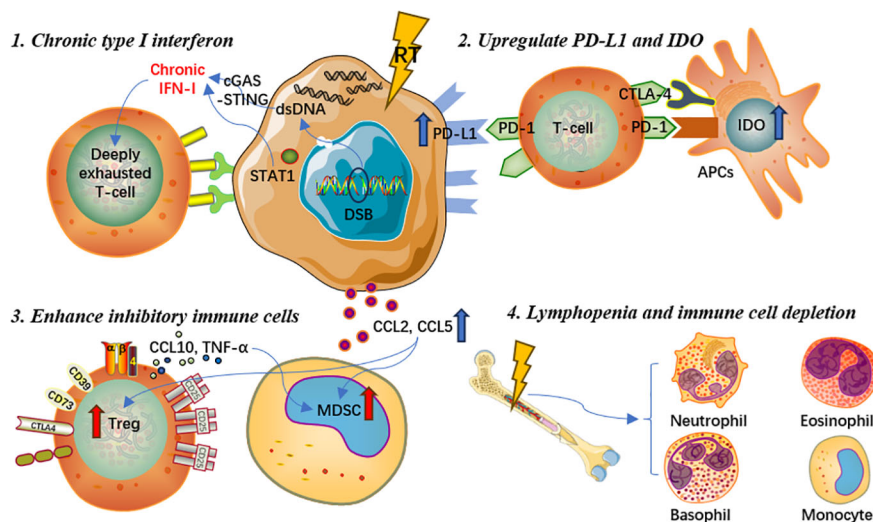 1. Chronic type I interferon
RT
2. Upregulate PD-L1 and IDO
Chronic
IFN-I
cGAS
-STING
dsDNA
Deeply
exhausted
T-cell
STAT1
DSB
PD-L1
PD-1
T-cell
CTLA-4
PD-1
IDO
APCs
3. Enhance inhibitory immune cells
α β
4
CCL10, TNF-α
CCL2, CCL5
CD39
CD73
CTLA4
Treg
CD25
CD25
CD25
MDSC
4. Lymphopenia and immune cell depletion
Neutrophil
Eosinophil
Basophil
Monocyte